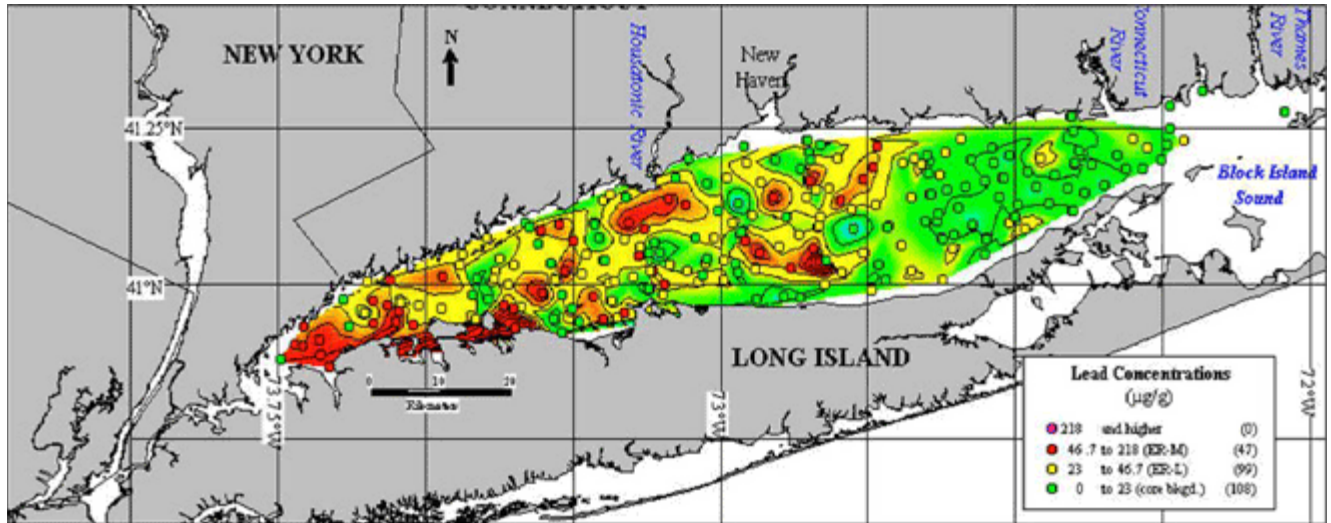 CONNECTICUT
NEW YORK
N
Housatonic River
New
Haven
Connecticut
River
Thames
River
41.25°N
Block Island
Sound
41°N
LONG ISLAND
0 10 20
Kilometers
73.75°W
73°W
72°W
Lead Concentrations
(µg/g)
218 and higher (0)
46.7 to 218 (ER-M) (47)
23 to 46.7 (ER-L) (99)
0 to 23 (core bkgd.) (108)